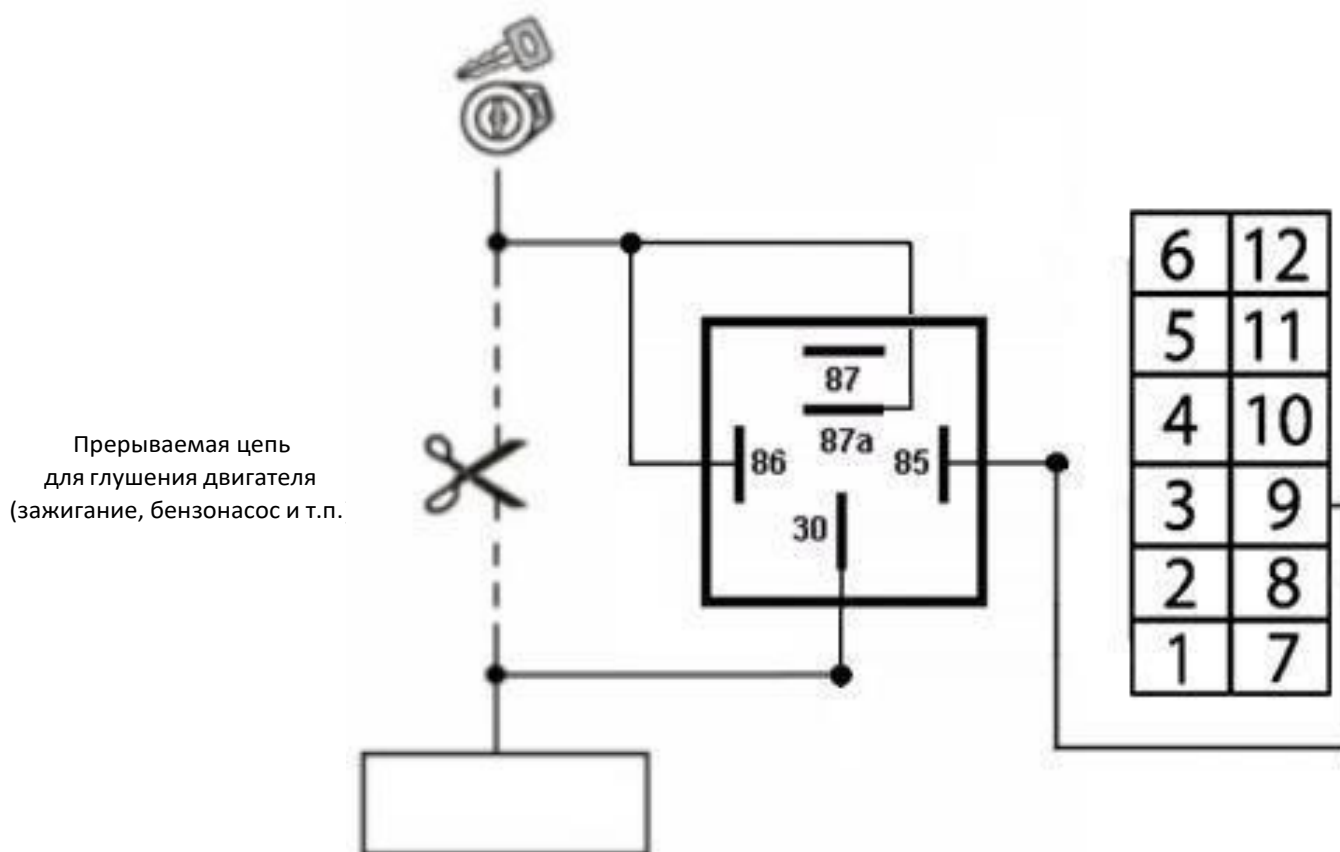 6 12
5 11
87
4 10
Прерываемая цепь
для глушения двигателя
(зажигание, бензонасос и т.п.
87a
86
85
3 9
30
2 8
1 7